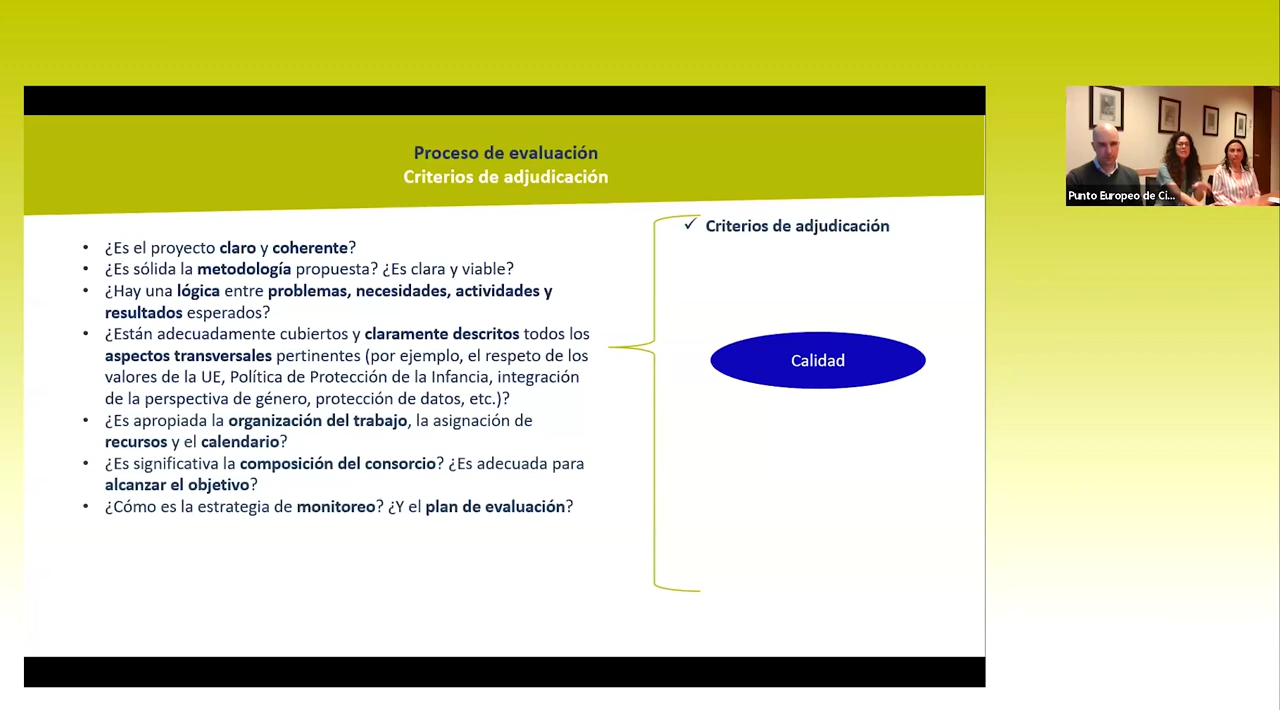 Proceso de evaluación
Criterios de adjudicación
• ¿Es el proyecto claro y coherente?
• ¿Es sólida la metodología propuesta? ¿Es clara y viable?
• ¿Hay una lógica entre problemas, necesidades, actividades y
resultados esperados?
• ¿Están adecuadamente cubiertos y claramente descritos todos los
aspectos transversales pertinentes (por ejemplo, el respeto de los
valores de la UE, Política de Protección de la Infancia, integración
de la perspectiva de género, protección de datos, etc.)?
• ¿Es apropiada la organización del trabajo, la asignación de
recursos y el calendario?
• ¿Es significativa la composición del consorcio? ¿Es adecuada para
alcanzar el objetivo?
• ¿Cómo es la estrategia de monitoreo? ¿Y el plan de evaluación?
✓ Criterios de adjudicación
Calidad
Punto Europeo de Ci...